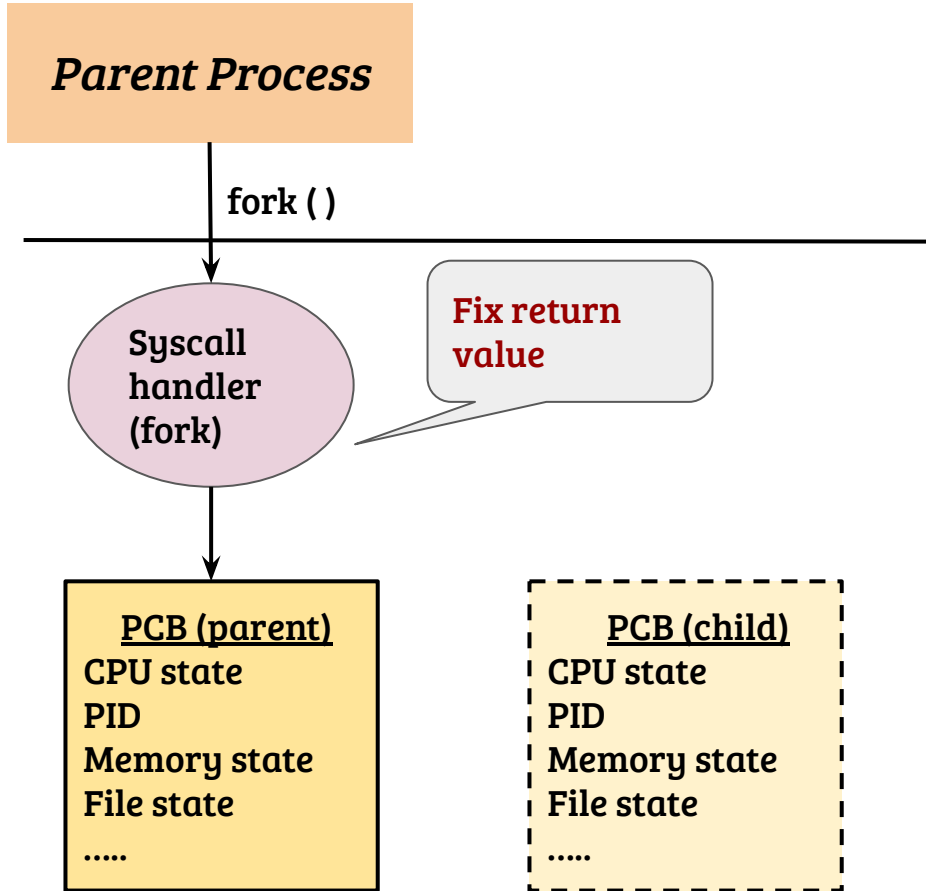 Parent Process
fork ( )
Fix return
value
Syscall
handler
(fork)
PCB (parent)
CPU state
PID
Memory state
File state
.....
PCB (child)
CPU state
PID
Memory state
File state
.....